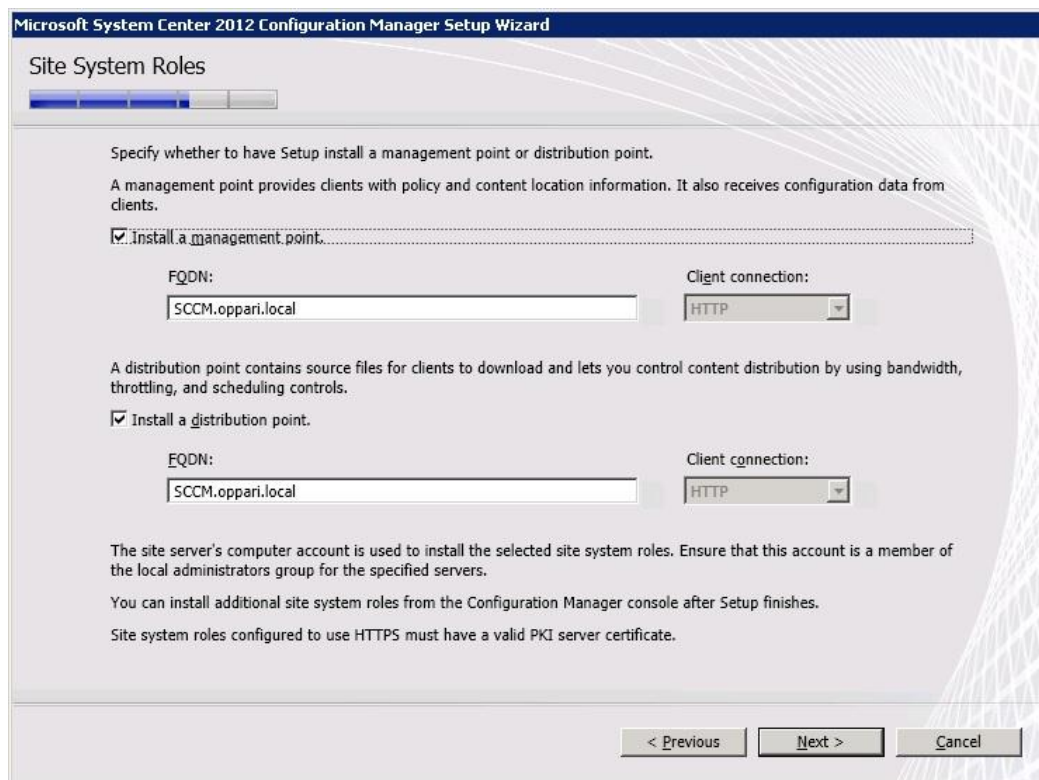 Microsoft System Center 2012 Configuration Manager Setup Wizard
Site System Roles
Specify whether to have Setup install a management point or distribution point.
A management point provides clients with policy and content location information. It also receives configuration data from
clients.
Install a management point.
FQDN:
Client connection:
SCCM.oppari.local
HTTP
A distribution point contains source files for clients to download and lets you control content distribution by using bandwidth,
throttling, and scheduling controls.
Install a distribution point.
FQDN:
Client connection:
SCCM.oppari.local
HTTP
The site server's computer account is used to install the selected site system roles. Ensure that this account is a member of
the local administrators group for the specified servers.
You can install additional site system roles from the Configuration Manager console after Setup finishes.
Site system roles configured to use HTTPS must have a valid PKI server certificate.
< Previous
Next >
Cancel